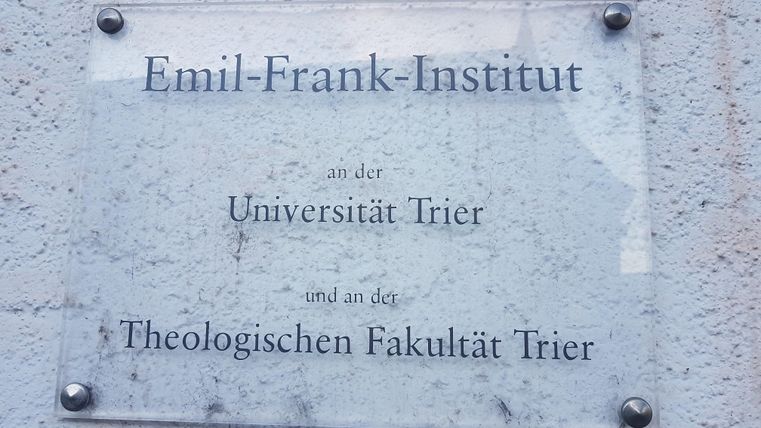 Emil-Frank-Institut
an der
Universität Trier
und an der
Theologischen Fakultät Trier